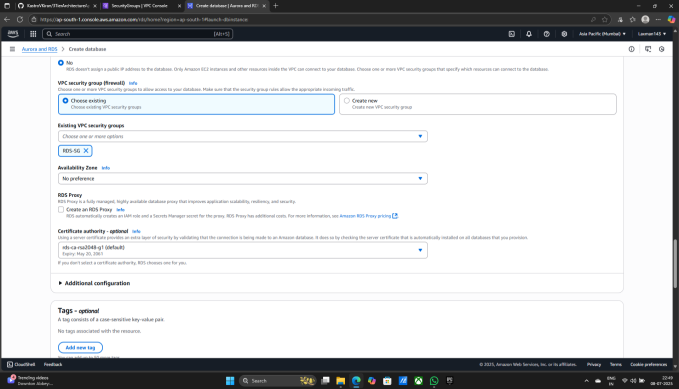 KastroVKiran/3TierArchitecture/a
SecurityGroups | VPC Console
Create database | Aurora and RDS
https://ap-south-1.console.aws.amazon.com/rds/home?region=ap-south-1#launch-dbinstance:
aws
Search
[Alt+S]
Asia Pacific (Mumbai)
Laxman143
Aurora and RDS > Create database
No
RDS doesn't assign a public IP address to the database. Only Amazon EC2 instances and other resources inside the VPC can connect to your database. Choose one or more VPC security groups that specify which resources can connect to the database.
VPC security group (firewall) Info
Choose one or more VPC security groups to allow access to your database. Make sure that the security group rules allow the appropriate incoming traffic.
Choose existing
Choose existing VPC security groups
Create new
Create new VPC security group
Existing VPC security groups
Choose one or more options
RDS-SG
Availability Zone Info
No preference
RDS Proxy
RDS Proxy is a fully managed, highly available database proxy that improves application scalability, resiliency, and security.
Create an RDS Proxy Info
RDS automatically creates an IAM role and a Secrets Manager secret for the proxy. RDS Proxy has additional costs. For more information, see Amazon RDS Proxy pricing
Certificate authority - optional Info
Using a server certificate provides an extra layer of security by validating that the connection is being made to an Amazon database. It does so by checking the server certificate that is automatically installed on all databases that you provision.
rds-ca-rsa2048-g1 (default)
Expiry: May 20, 2061
If you don't select a certificate authority, RDS chooses one for you.
Additional configuration
Tags - optional
A tag consists of a case-sensitive key-value pair.
No tags associated with the resource.
Add new tag
CloudShell
Feedback
© 2025, Amazon Web Services, Inc. or its affiliates.
Privacy
Terms
Cookie preferences
Trending videos
Downton Abbey:...
Search
ENG
IN
22:49
08-07-2025